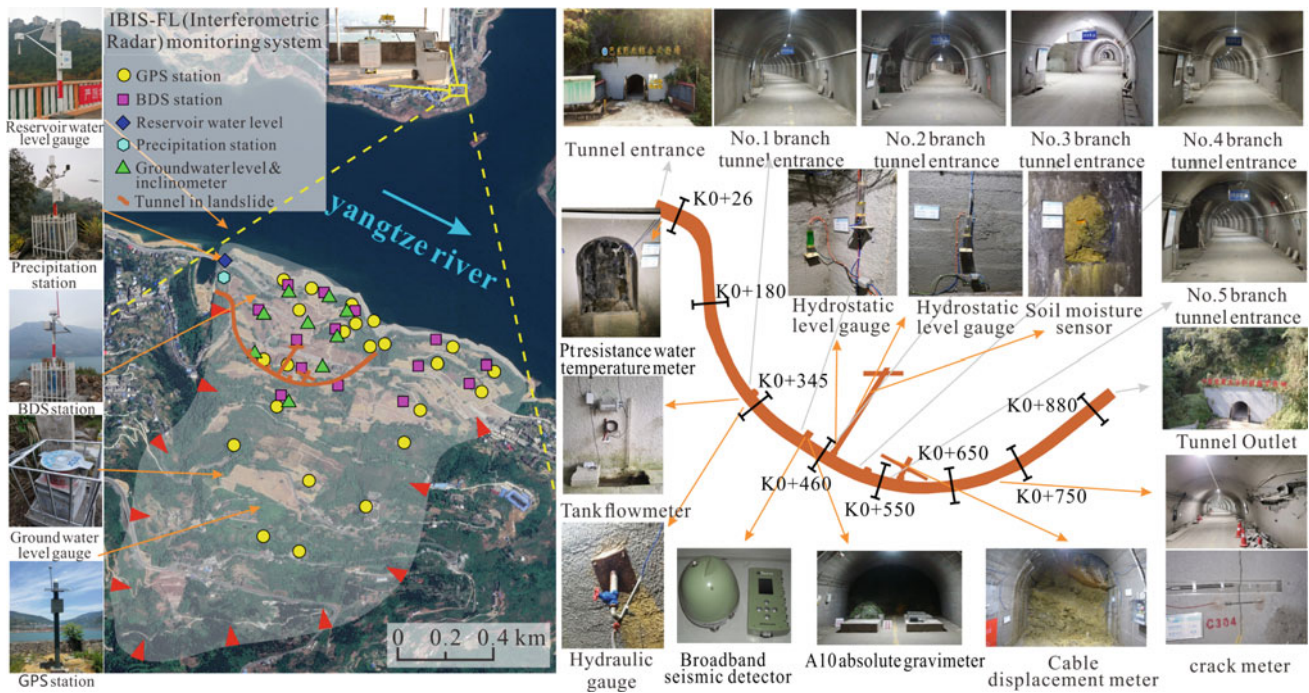 IBIS-FL (Interferometric
Radar) monitoring system
GPS station
BDS station
Reservoir water level
Precipitation station
Groundwater level &
inclinometer
Tunnel in landslide
Reservoir water
level gauge
Precipitation
station
BDS station
Ground water
level gauge
GPS station
yangtze river
0 0.2 0.4 km
Tunnel entrance
No.1 branch
tunnel entrance
No.2 branch
tunnel entrance
No.3 branch
tunnel entrance
No.4 branch
tunnel entrance
No.5 branch
tunnel entrance
Hydrostatic
level gauge
Hydrostatic
level gauge
Soil moisture
sensor
Pt resistance water
temperature meter
K0+26
K0+180
K0+345
K0+460
K0+550
K0+650
K0+750
K0+880
Tunnel Outlet
Tank flowmeter
Hydraulic
gauge
Broadband
seismic detector
A10 absolute gravimeter
Cable
displacement meter
C304
crack meter